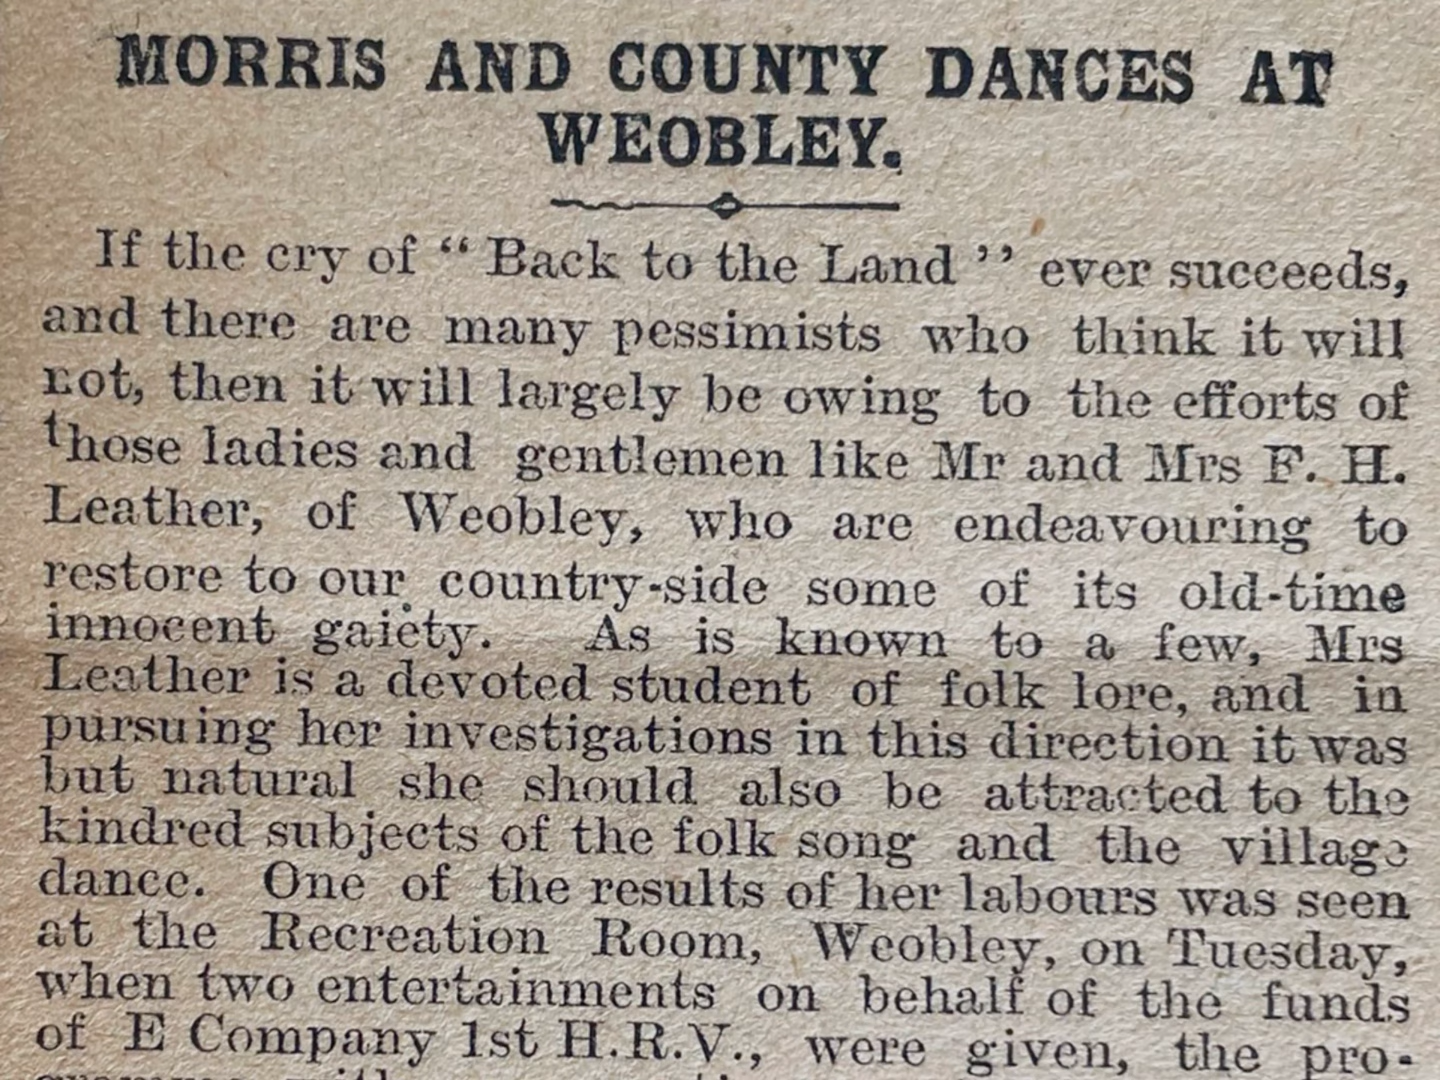 MORRIS AND COUNTY DANCES AT
WEOBLEY.
If the cry of “ Back to the Land ” ever succeeds,
and there are many pessimists who think it will
not, then it will largely be owing to the efforts of
those ladies and gentlemen like Mr and Mrs F. H.
Leather, of Weobley, who are endeavouring to
restore to our country-side some of its old-time
innocent gaiety. As is known to a few, Mrs
Leather is a devoted student of folk lore, and in
pursuing her investigations in this direction it was
but natural she should also be attracted to the
kindred subjects of the folk song and the village
dance. One of the results of her labours was seen
at the Recreation Room, Weobley, on Tuesday,
when two entertainments on behalf of the funds
of E Company 1st H.R.V., were given, the pro-